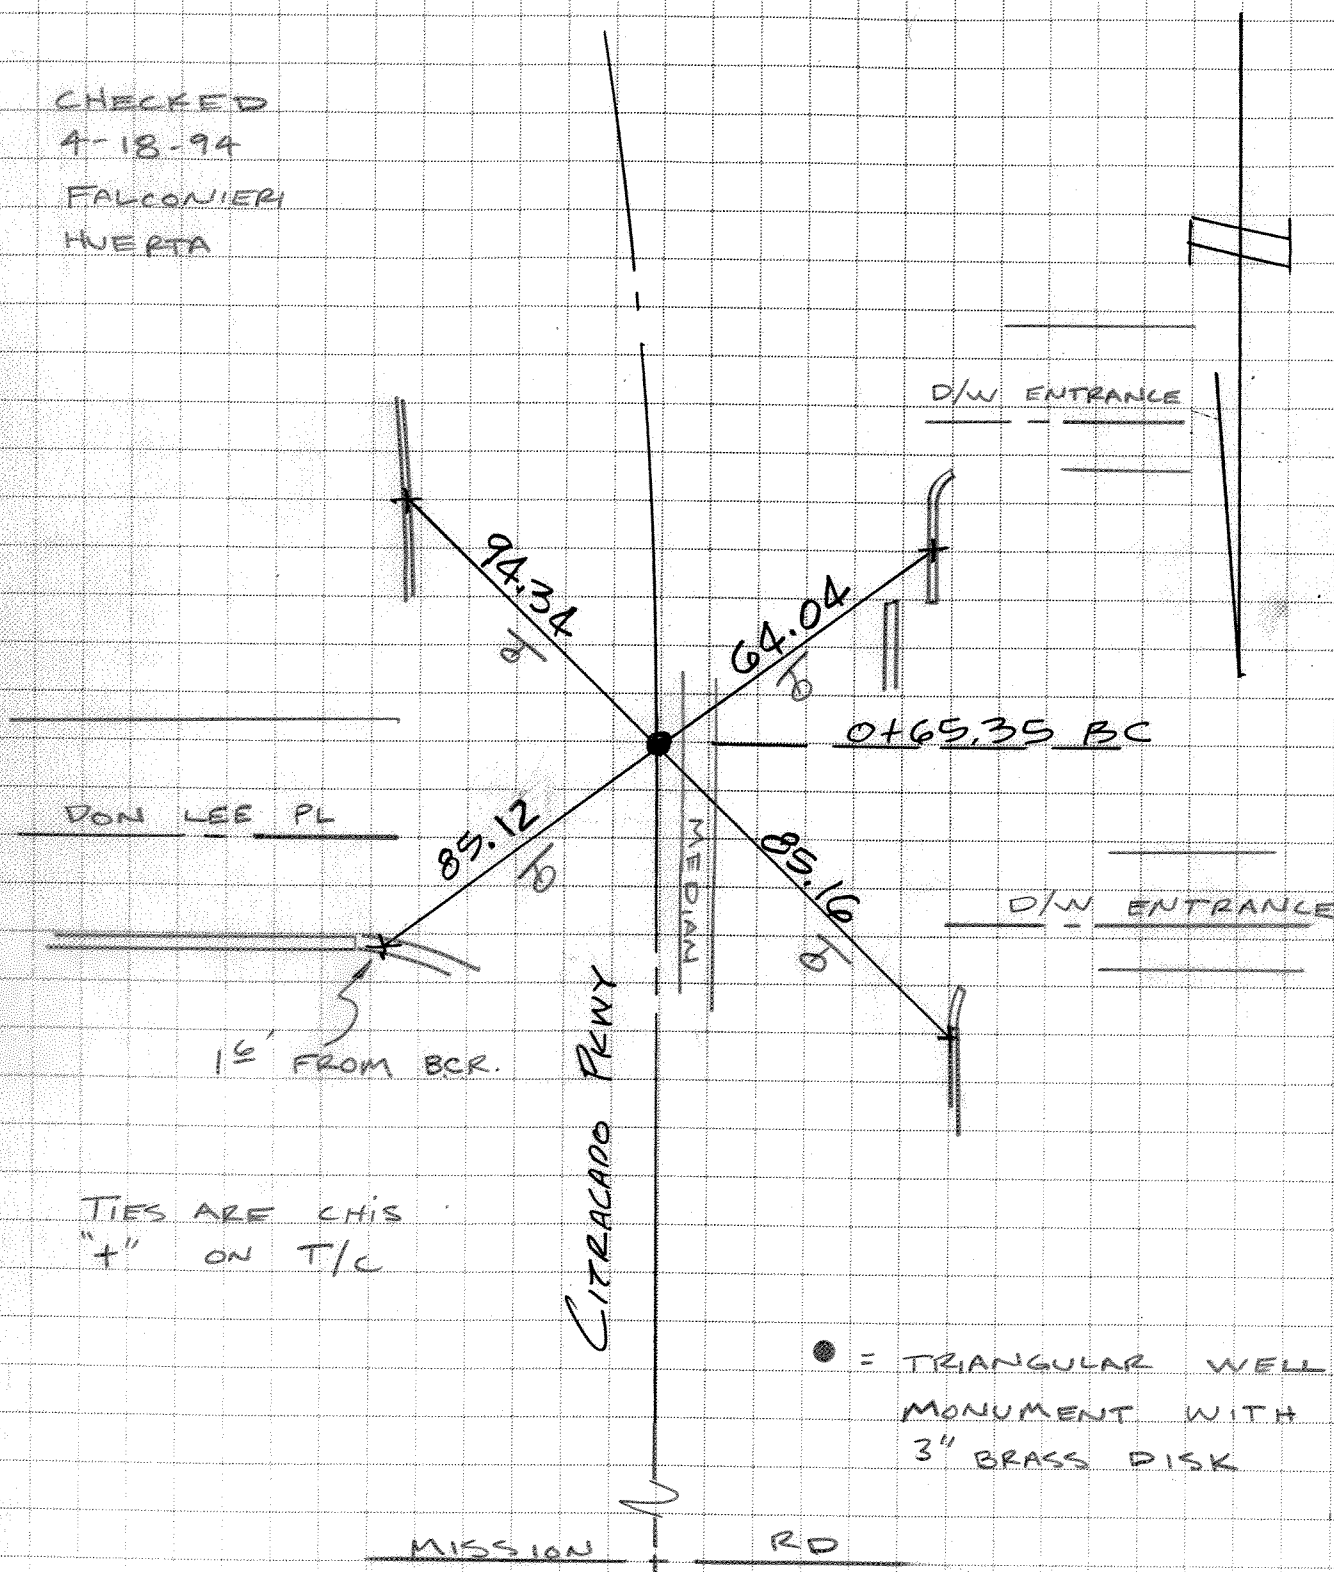 CHECKED
4-18-94
FALCONIERI
HUERTA
D/W ENTRANCE
94.34
64.04
0+65.35 BC
DON LEE PL
85.12
MEDIAN
85.16
D/W ENTRANCE
1 6' FROM BCR.
CITRACADO PKWY
TIES ARE CHIS
"+" ON T/C
= TRIANGULAR WELL
MONUMENT WITH
3" BRASS DISK
MISSION RD